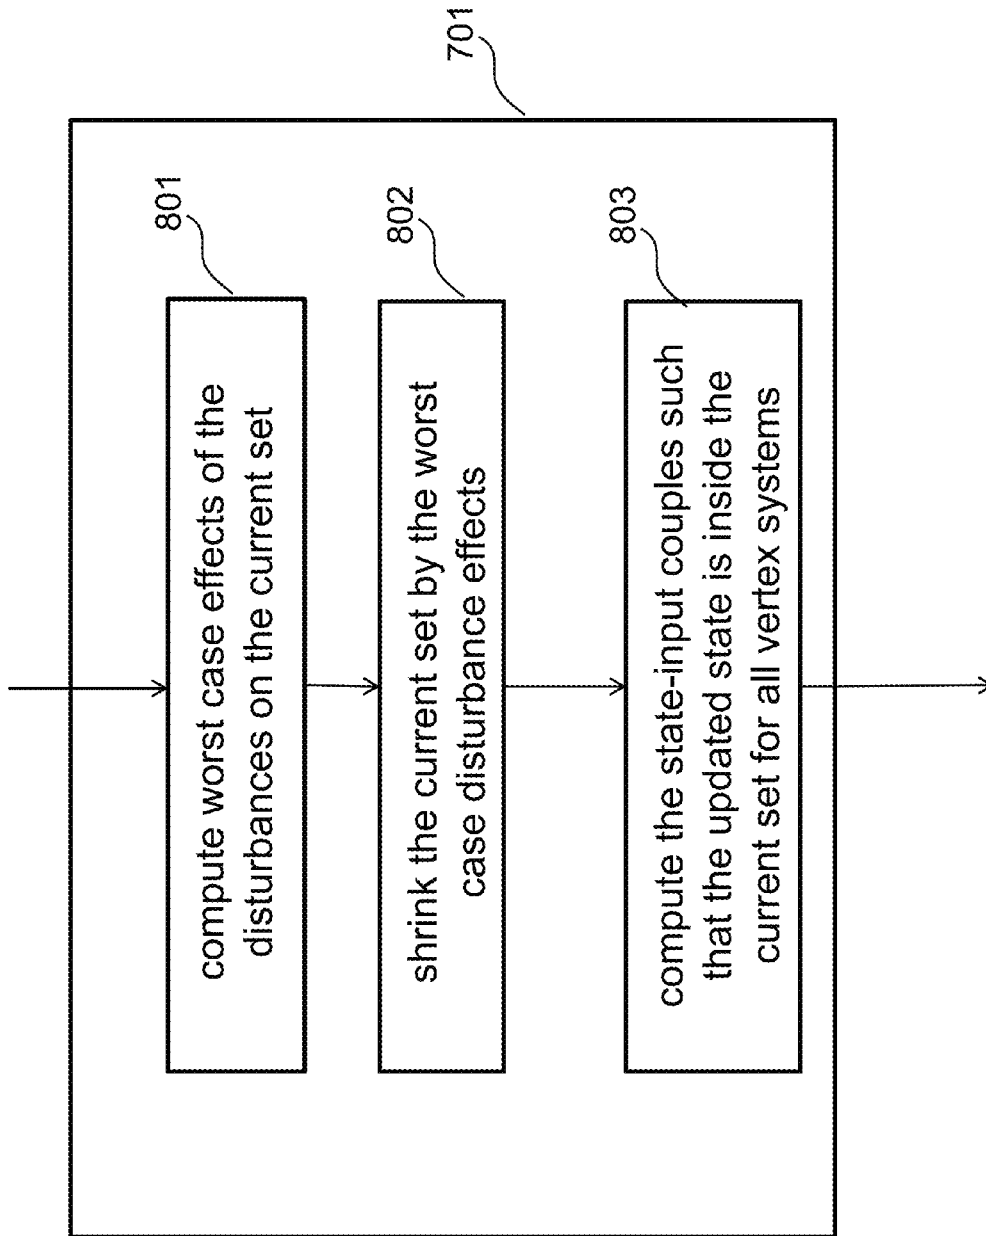 701
801
compute worst case effects of the
disturbances on the current set
802
shrink the current set by the worst
case disturbance effects
803
compute the state-input couples such
that the updated state is inside the
current set for all vertex systems